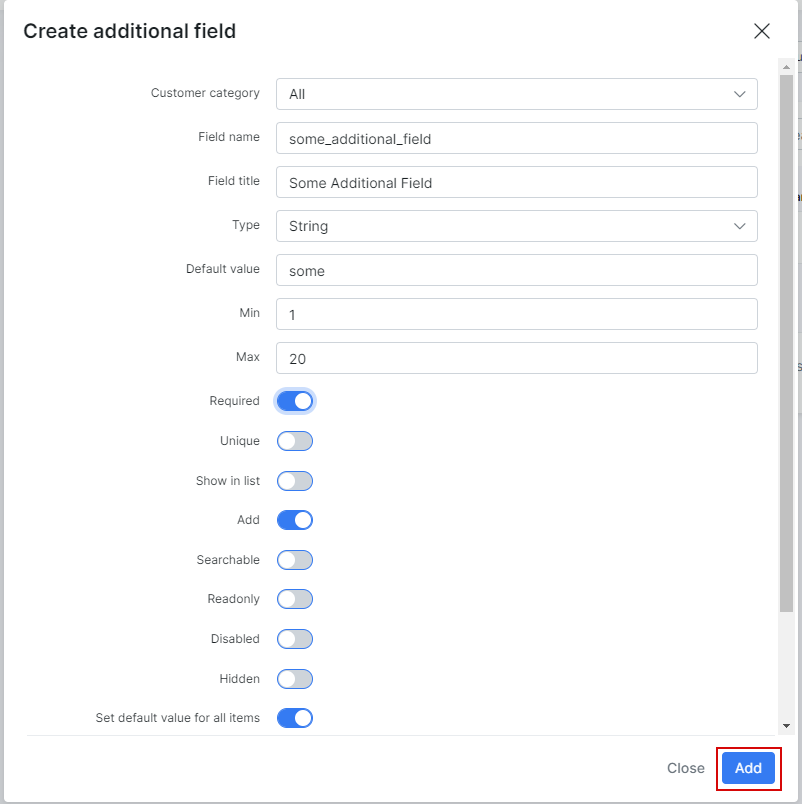 Create additional field
Customer category All
Field name some_additional_field
Field title Some Additional Field
Type String
Default value some
Min 1
Max 20
Required
Unique
Show in list
Add
Searchable
Readonly
Disabled
Hidden
Set default value for all items
Close Add